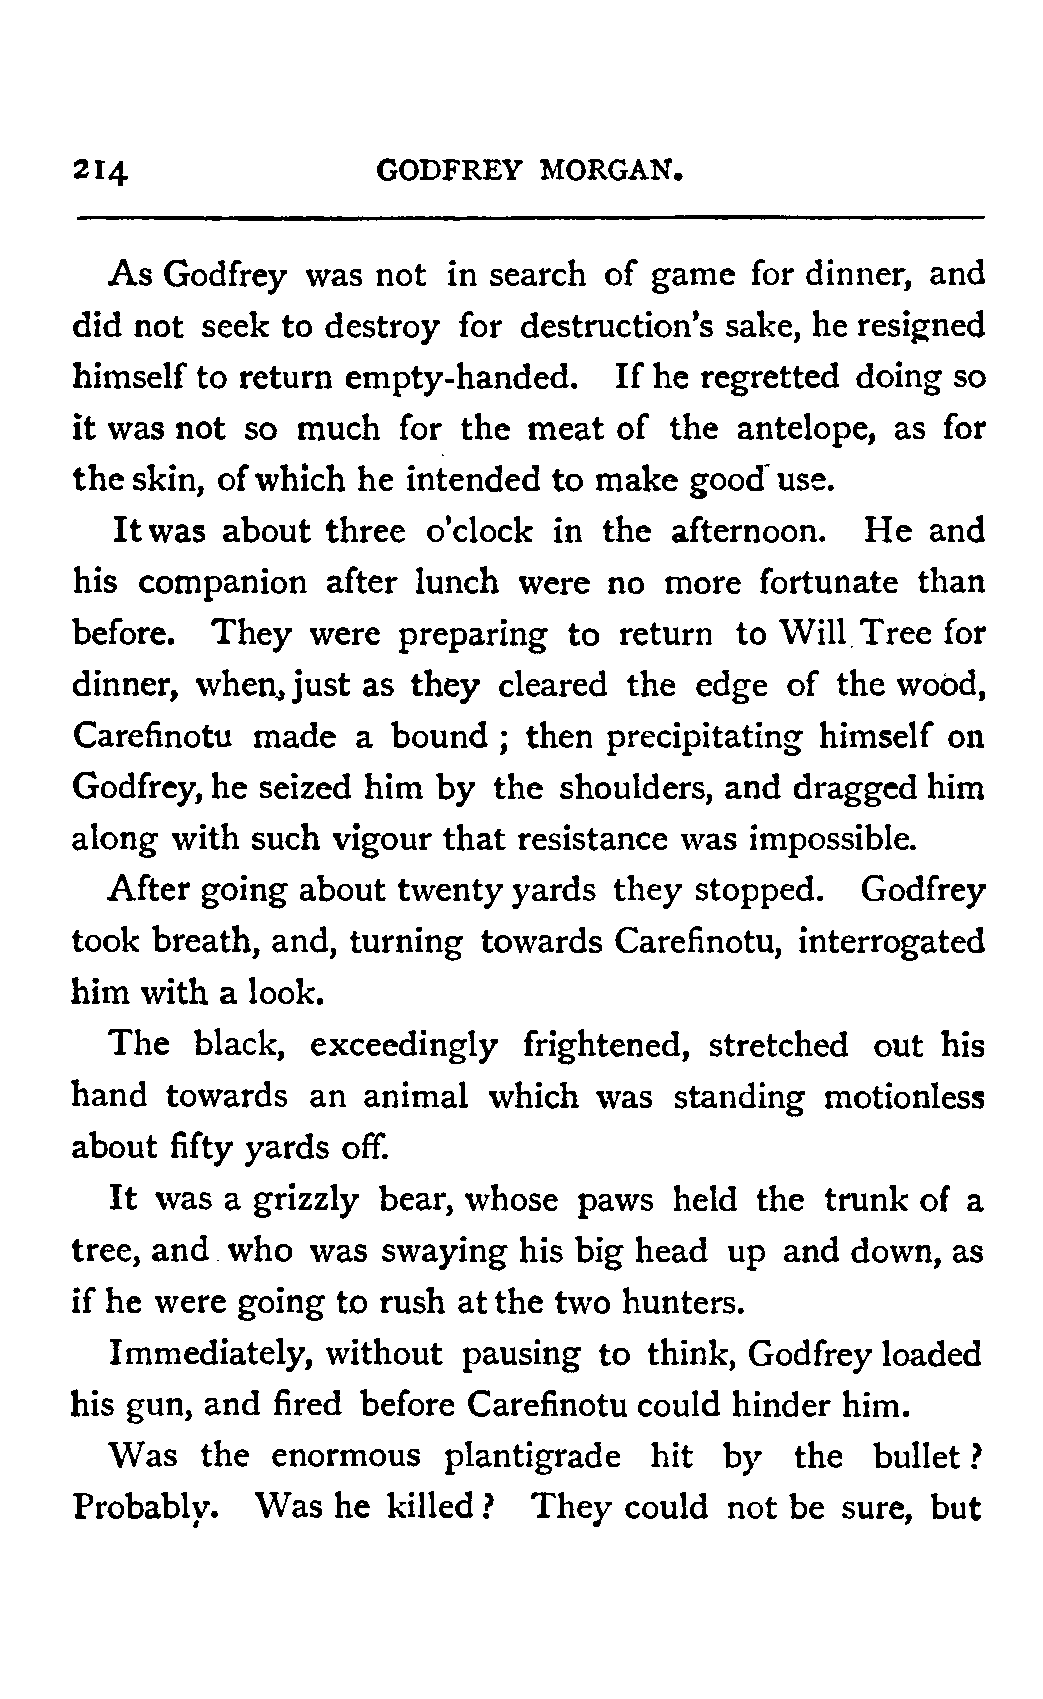 214 GODFREY MORGAN.
As Godfrey was not in search of game for dinner, and
did not seek to destroy for destruction's sake, he resigned
himself to return empty-handed. If he regretted doing so
it was not so much for the meat of the antelope, as for
the skin, of which he intended to make good use.
It was about three o'clock in the afternoon. He and
his companion after lunch were no more fortunate than
before. They were preparing to return to Will Tree for
dinner, when, just as they cleared the edge of the wood,
Carefinotu made a bound ; then precipitating himself on
Godfrey, he seized him by the shoulders, and dragged him
along with such vigour that resistance was impossible.
After going about twenty yards they stopped. Godfrey
took breath, and, turning towards Carefinotu, interrogated
him with a look.
The black, exceedingly frightened, stretched out his
hand towards an animal which was standing motionless
about fifty yards off.
It was a grizzly bear, whose paws held the trunk of a
tree, and who was swaying his big head up and down, as
if he were going to rush at the two hunters.
Immediately, without pausing to think, Godfrey loaded
his gun, and fired before Carefinotu could hinder him.
Was the enormous plantigrade hit by the bullet ?
Probably. Was he killed ? They could not be sure, but